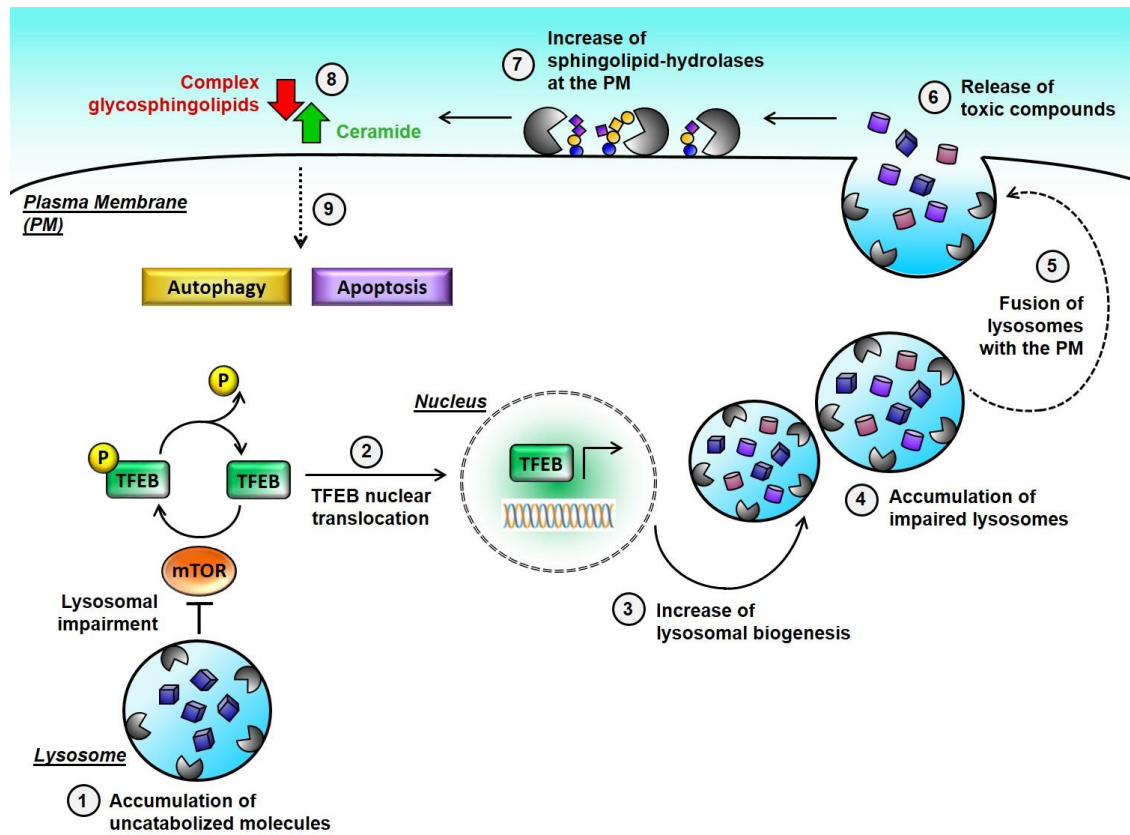 Complex
glycosphingolipids
8
Ceramide
7
Increase of
sphingolipid-hydrolases
at the PM
6
Release of
toxic compounds
Plasma Membrane
(PM)
9
Autophagy
Apoptosis
5
Fusion of
lysosomes
with the PM
P
P
TFEB
TFEB
mTOR
2
TFEB nuclear
translocation
Nucleus
TFEB
3
Increase of
lysosomal biogenesis
4
Accumulation of
impaired lysosomes
Lysosomal
impairment
Lysosome
1
Accumulation of
uncatabolized molecules